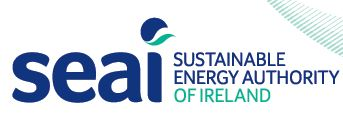 seai
SUSTAINABLE
ENERGY AUTHORITY
OF IRELAND